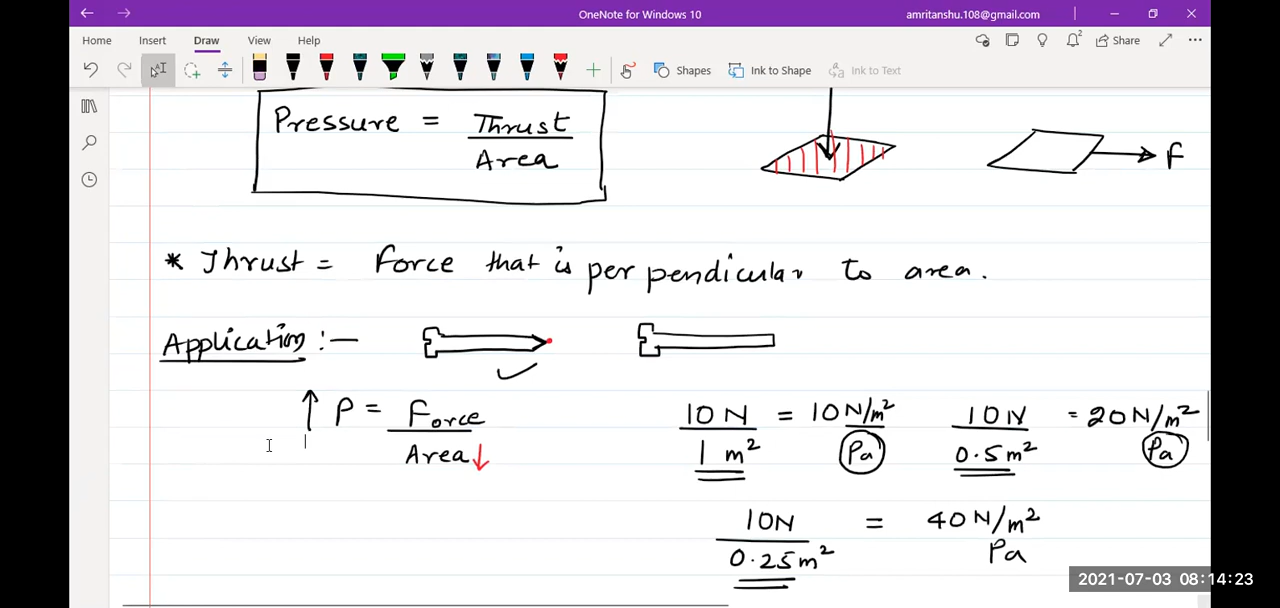 OneNote for Windows 10
amritanshu.108@gmail.com
Home Insert Draw View Help
Share
Shapes Ink to Shape Ink to Text
Pressure = Thrust
Area
F
* Thrust = Force that is perpendicular to area.
Application :-
↑ P = Force
Area ↓
10 N = 10 N/m²
1 m² Pa
10 N = 20 N/m²
0.5 m² Pa
10N = 40 N/m²
0.25 m² Pa
2021-07-03 08:14:23